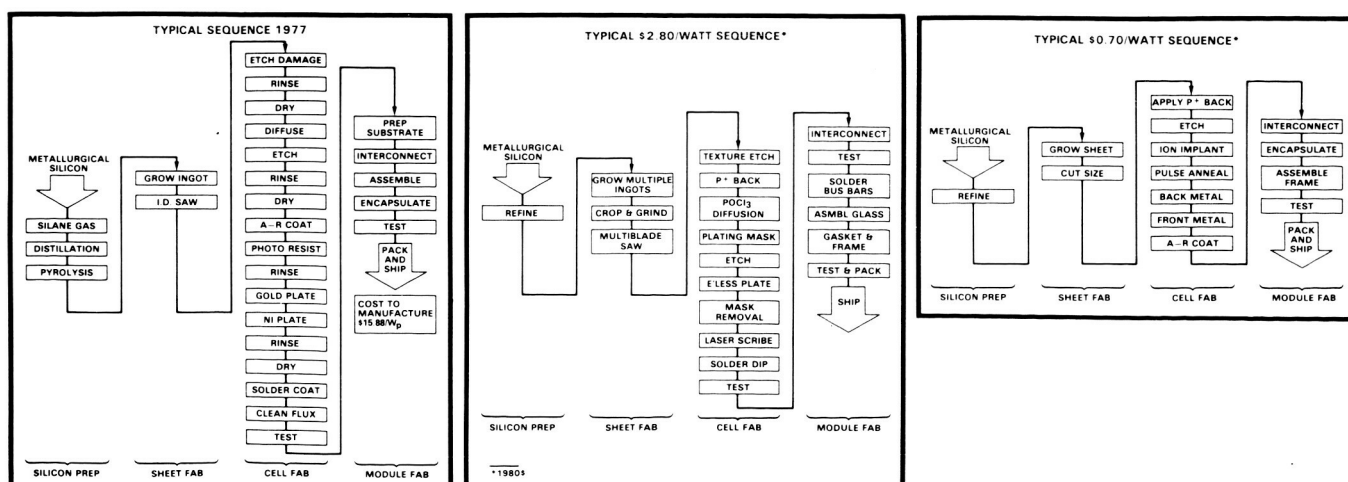 TYPICAL SEQUENCE 1977
METALLURGICAL
SILICON
SILANE GAS
DISTILLATION
PYROLYSIS
SILICON PREP
GROW INGOT
I.D. SAW
SHEET FAB
ETCH DAMAGE
RINSE
DRY
DIFFUSE
ETCH
RINSE
DRY
A–R COAT
PHOTO RESIST
RINSE
GOLD PLATE
NI PLATE
RINSE
DRY
SOLDER COAT
CLEAN FLUX
TEST
CELL FAB
PREP
SUBSTRATE
INTERCONNECT
ASSEMBLE
ENCAPSULATE
TEST
PACK
AND
SHIP
COST TO
MANUFACTURE
$15.88/Wp
MODULE FAB
TYPICAL $2.80/WATT SEQUENCE*
METALLURGICAL
SILICON
REFINE
SILICON PREP
GROW MULTIPLE
INGOTS
CROP & GRIND
MULTIBLADE
SAW
SHEET FAB
TEXTURE ETCH
P+ BACK
POCl3
DIFFUSION
PLATING MASK
ETCH
E'LESS PLATE
MASK
REMOVAL
LASER SCRIBE
SOLDER DIP
TEST
CELL FAB
INTERCONNECT
TEST
SOLDER
BUS BARS
ASMBL GLASS
GASKET &
FRAME
TEST & PACK
SHIP
MODULE FAB
*1980$
TYPICAL $0.70/WATT SEQUENCE*
METALLURGICAL
SILICON
REFINE
SILICON PREP
GROW SHEET
CUT SIZE
SHEET FAB
APPLY P+ BACK
ETCH
ION IMPLANT
PULSE ANNEAL
BACK METAL
FRONT METAL
A–R COAT
CELL FAB
INTERCONNECT
ENCAPSULATE
ASSEMBLE
FRAME
TEST
PACK
AND
SHIP
MODULE FAB